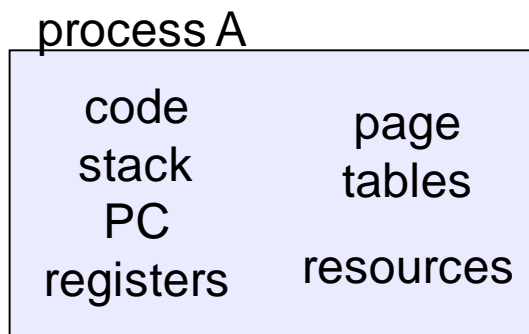 process A
code
stack
PC
registers
page
tables
resources